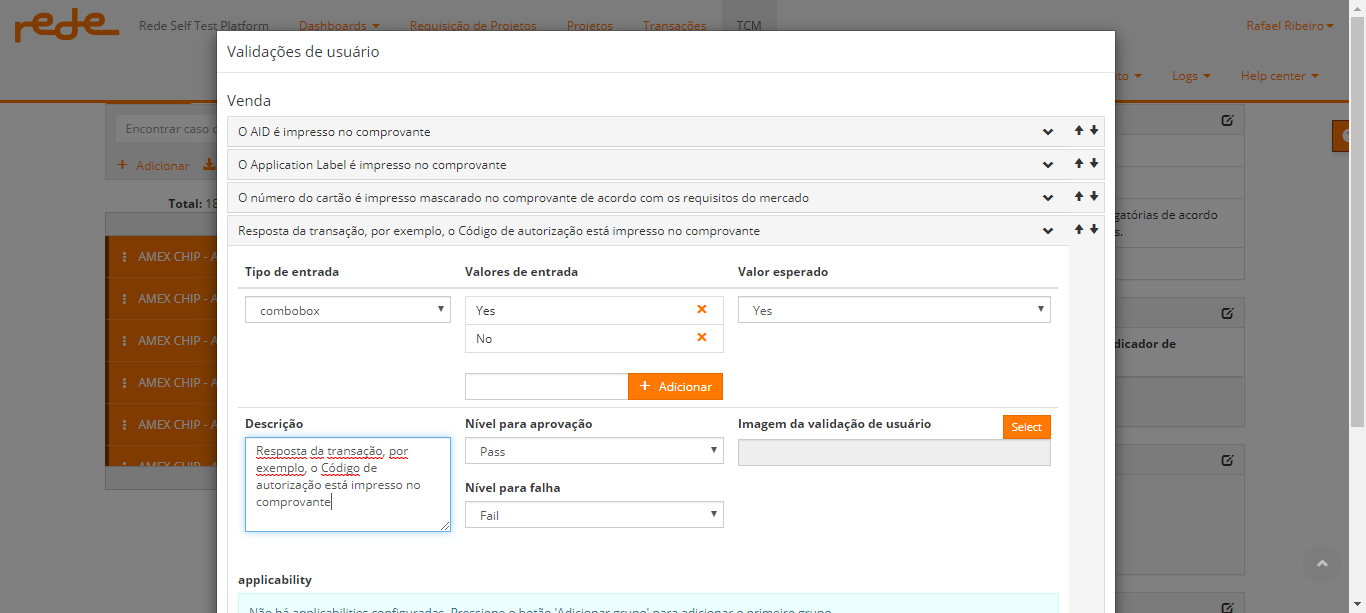 rede Rede Self Test Platform Dashboards Requisição de Projetos Projetos Transações TCM Rafael Ribeiro
Validações de usuário
Logs Help center
Venda
O AID é impresso no comprovante
Encontrar caso
O Application Label é impresso no comprovante
+ Adicionar
O número do cartão é impresso mascarado no comprovante de acordo com os requisitos do mercado
Total: 18
Resposta da transação, por exemplo, o Código de autorização está impresso no comprovante
de acordo
AMEX CHIP - A
AMEX CHIP - A
AMEX CHIP - A
AMEX CHIP - A
AMEX CHIP - A
AMEX CHIP - A
Tipo de entrada Valores de entrada Valor esperado
combobox Yes Yes
No
+ Adicionar
Descrição Nível para aprovação Imagem da validação de usuário Select
Resposta da transação, por
exemplo, o Código de
autorização está impresso no
comprovante
Pass
Nível para falha
Fail
applicability
Não há applicabilities configuradas. Pressione o botão 'Adicionar grupo' para adicionar o primeiro grupo